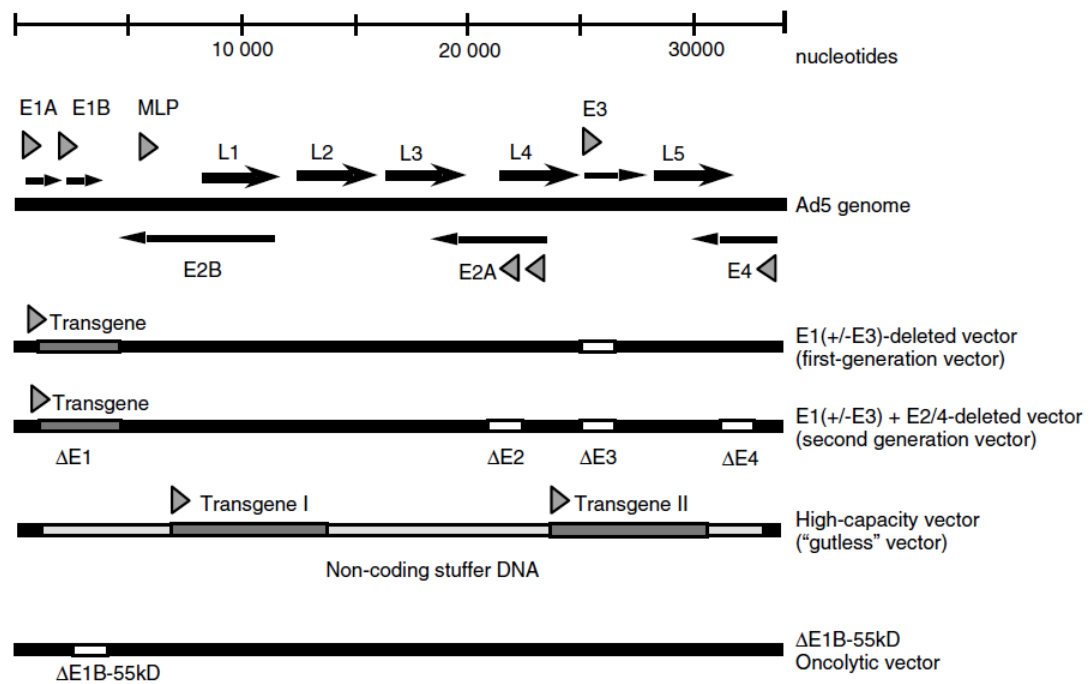 10 000
20 000
30000
nucleotides
E1A
E1B
MLP
E3
L1
L2
L3
L4
L5
Ad5 genome
E2B
E2A
E4
Transgene
E1(+/-E3)-deleted vector
(first-generation vector)
Transgene
E1(+/-E3) + E2/4-deleted vector
(second generation vector)
ΔE1
ΔE2
ΔE3
ΔE4
Transgene I
Transgene II
High-capacity vector
("gutless" vector)
Non-coding stuffer DNA
ΔE1B-55kD
Oncolytic vector
ΔE1B-55kD